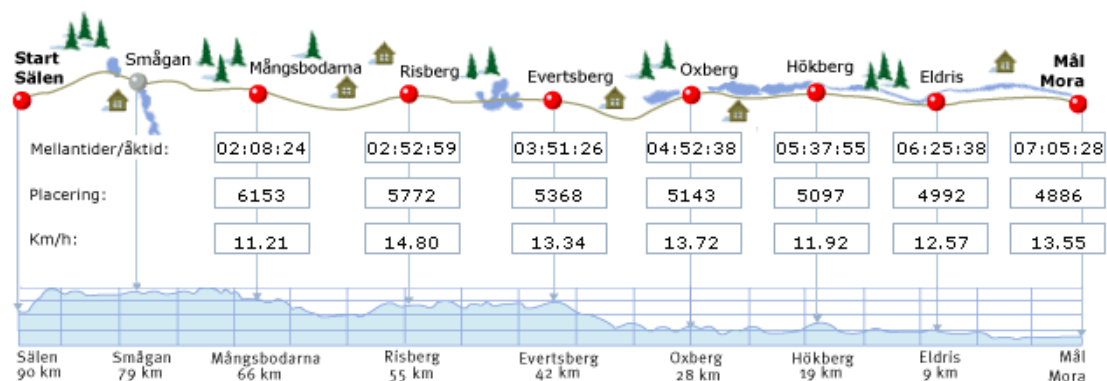 Start
Sälen
Smågan
Mångsbodarna
Risberg
Evertsberg
Oxberg
Hökberg
Eldris
Mål
Mora
Mellantider/åktid: 02:08:24 02:52:59 03:51:26 04:52:38 05:37:55 06:25:38 07:05:28
Placering: 6153 5772 5368 5143 5097 4992 4886
Km/h: 11.21 14.80 13.34 13.72 11.92 12.57 13.55
Sälen Smågan Mångsbodarna Risberg Evertsberg Oxberg Hökberg Eldris Mål
90 km 79 km 66 km 55 km 42 km 28 km 19 km 9 km Mora